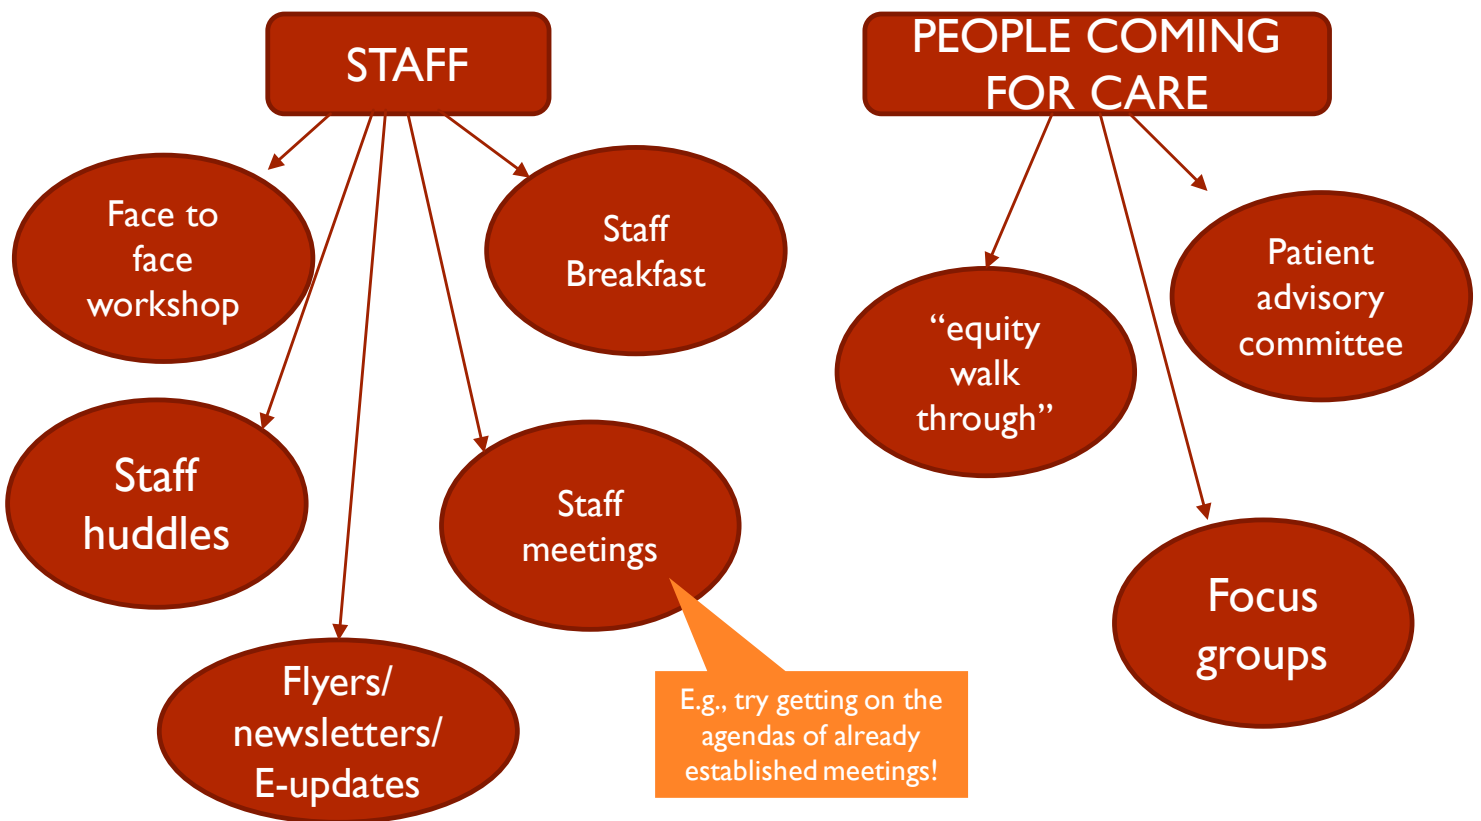 STAFF
PEOPLE COMING
FOR CARE
Face to
face
workshop
Staff
Breakfast
Patient
advisory
committee
“equity
walk
through”
Staff
huddles
Staff
meetings
Focus
groups
Flyers/
newsletters/
E-updates
E.g., try getting on the
agendas of already
established meetings!